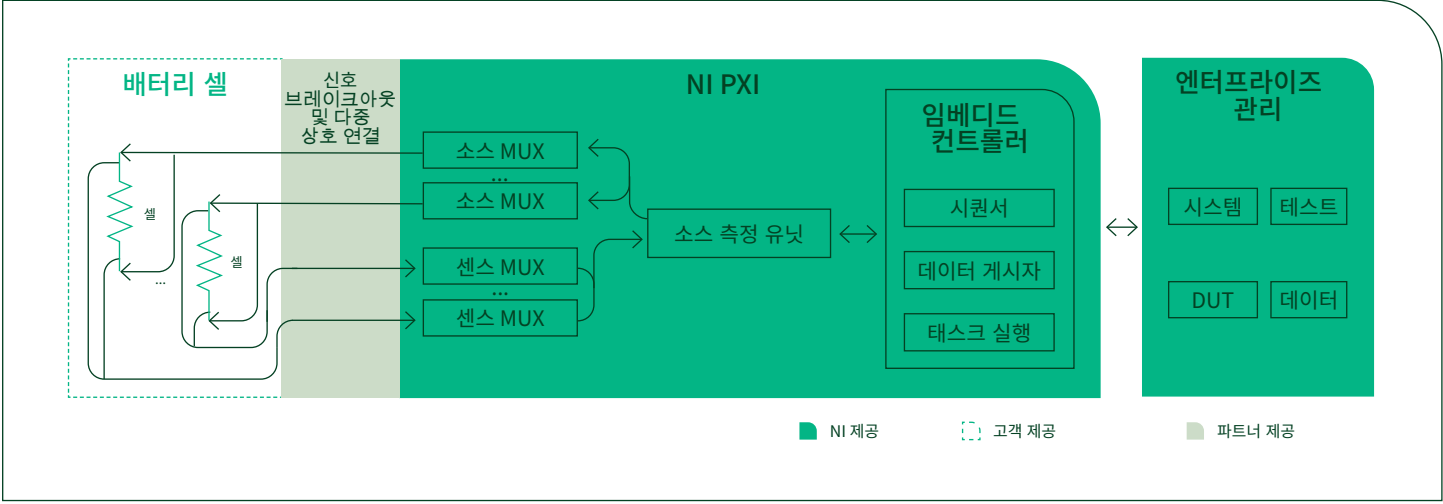 배터리 셀
신호
브레이크아웃
및 다중
상호 연결
NI PXI
엔터프라이즈
관리
임베디드
컨트롤러
소스 MUX
...
소스 MUX
센스 MUX
...
센스 MUX
소스 측정 유닛
시퀀서
데이터 게시자
태스크 실행
시스템
테스트
DUT
데이터
셀
셀
...
NI 제공
고객 제공
파트너 제공